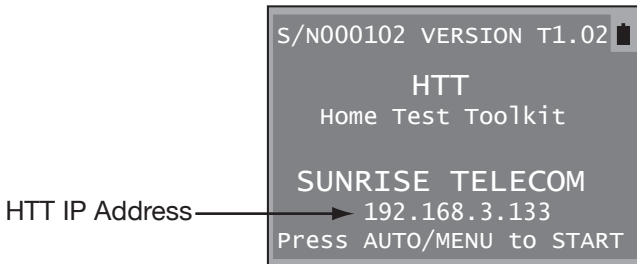 S/N000102 VERSION T1.02
HTT
Home Test Toolkit
SUNRISE TELECOM
HTT IP Address
192.168.3.133
Press AUTO/MENU to START